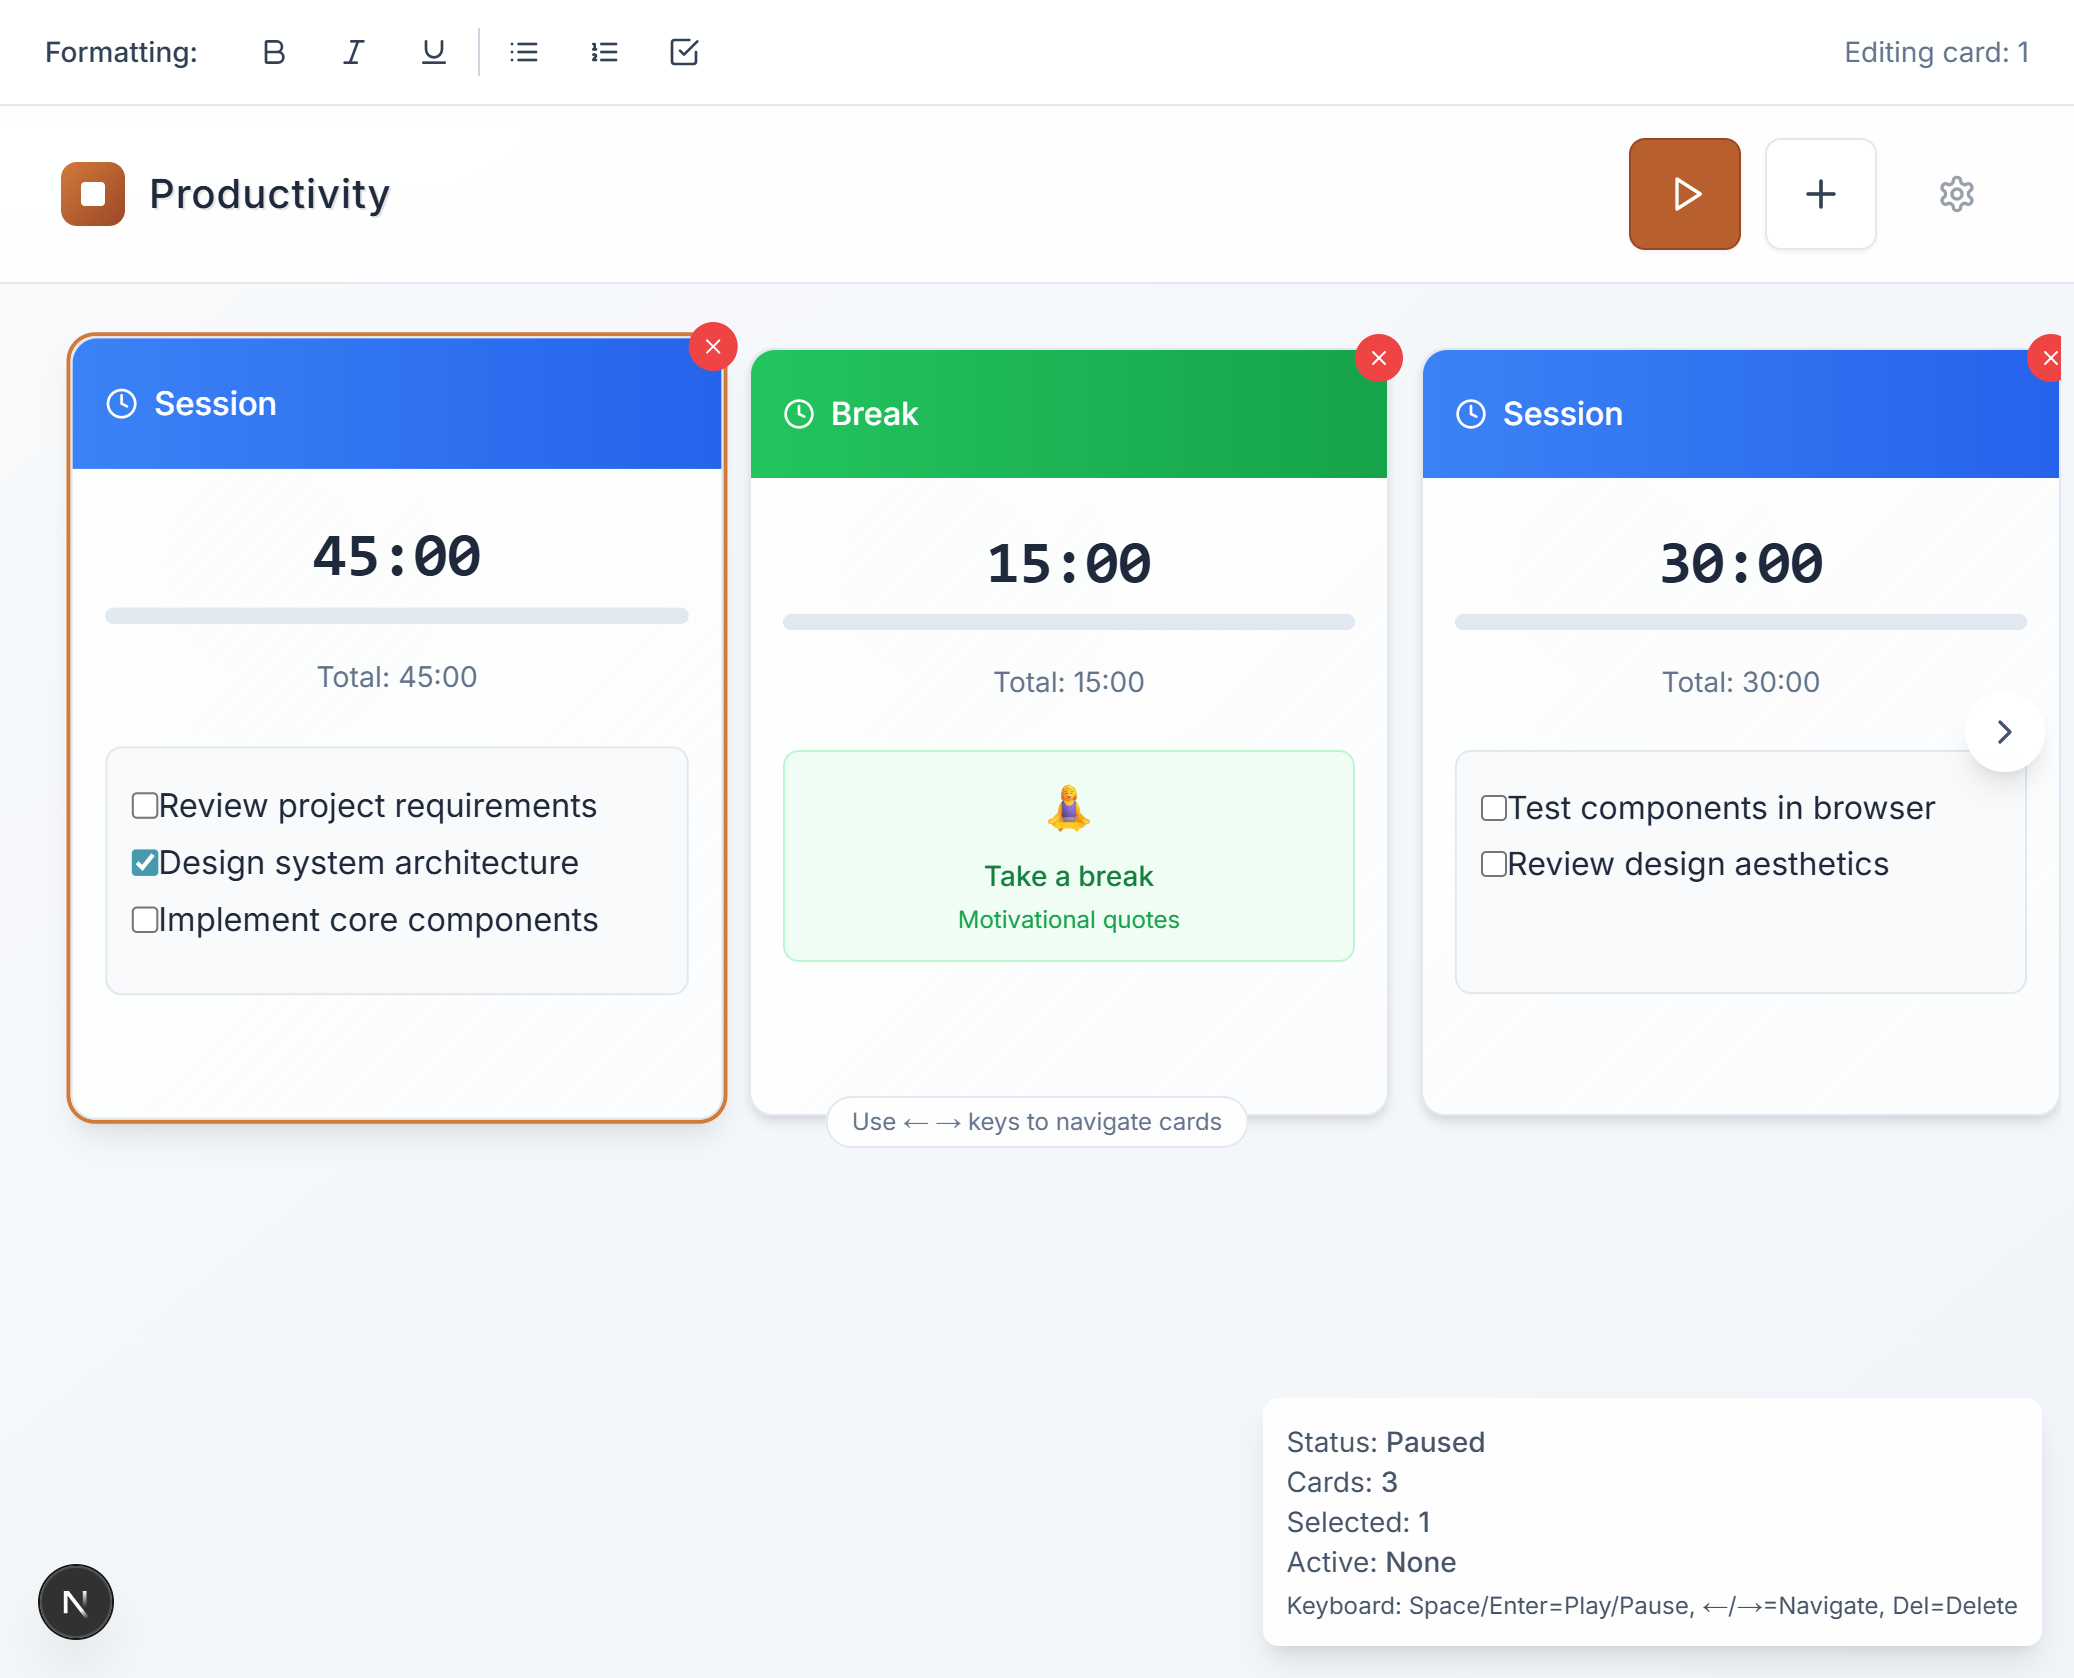 Formatting:
Editing card: 1
Productivity
Session
45:00
Total: 45:00
Review project requirements
Design system architecture
Implement core components
Break
15:00
Total: 15:00
Take a break
Motivational quotes
Session
30:00
Total: 30:00
Test components in browser
Review design aesthetics
Use ← → keys to navigate cards
Status: Paused
Cards: 3
Selected: 1
Active: None
Keyboard: Space/Enter=Play/Pause, ←/→=Navigate, Del=Delete
N